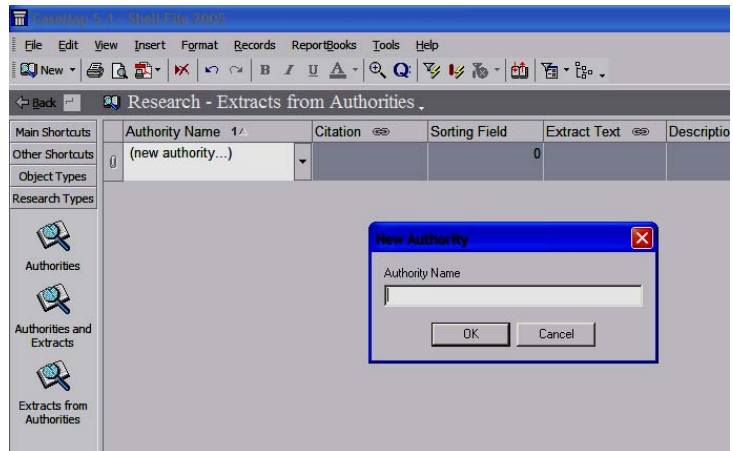 CaseMap 5.1 - Shell File 2005
File Edit View Insert Format Records ReportBooks Tools Help
New B I U A Q:
Back Research - Extracts from Authorities
Main Shortcuts Authority Name 1 Citation Sorting Field Extract Text Descriptio
Other Shortcuts (new authority...) 0
Object Types
Research Types
New Authority
Authority Name
Authorities
OK Cancel
Authorities and
Extracts
Extracts from
Authorities